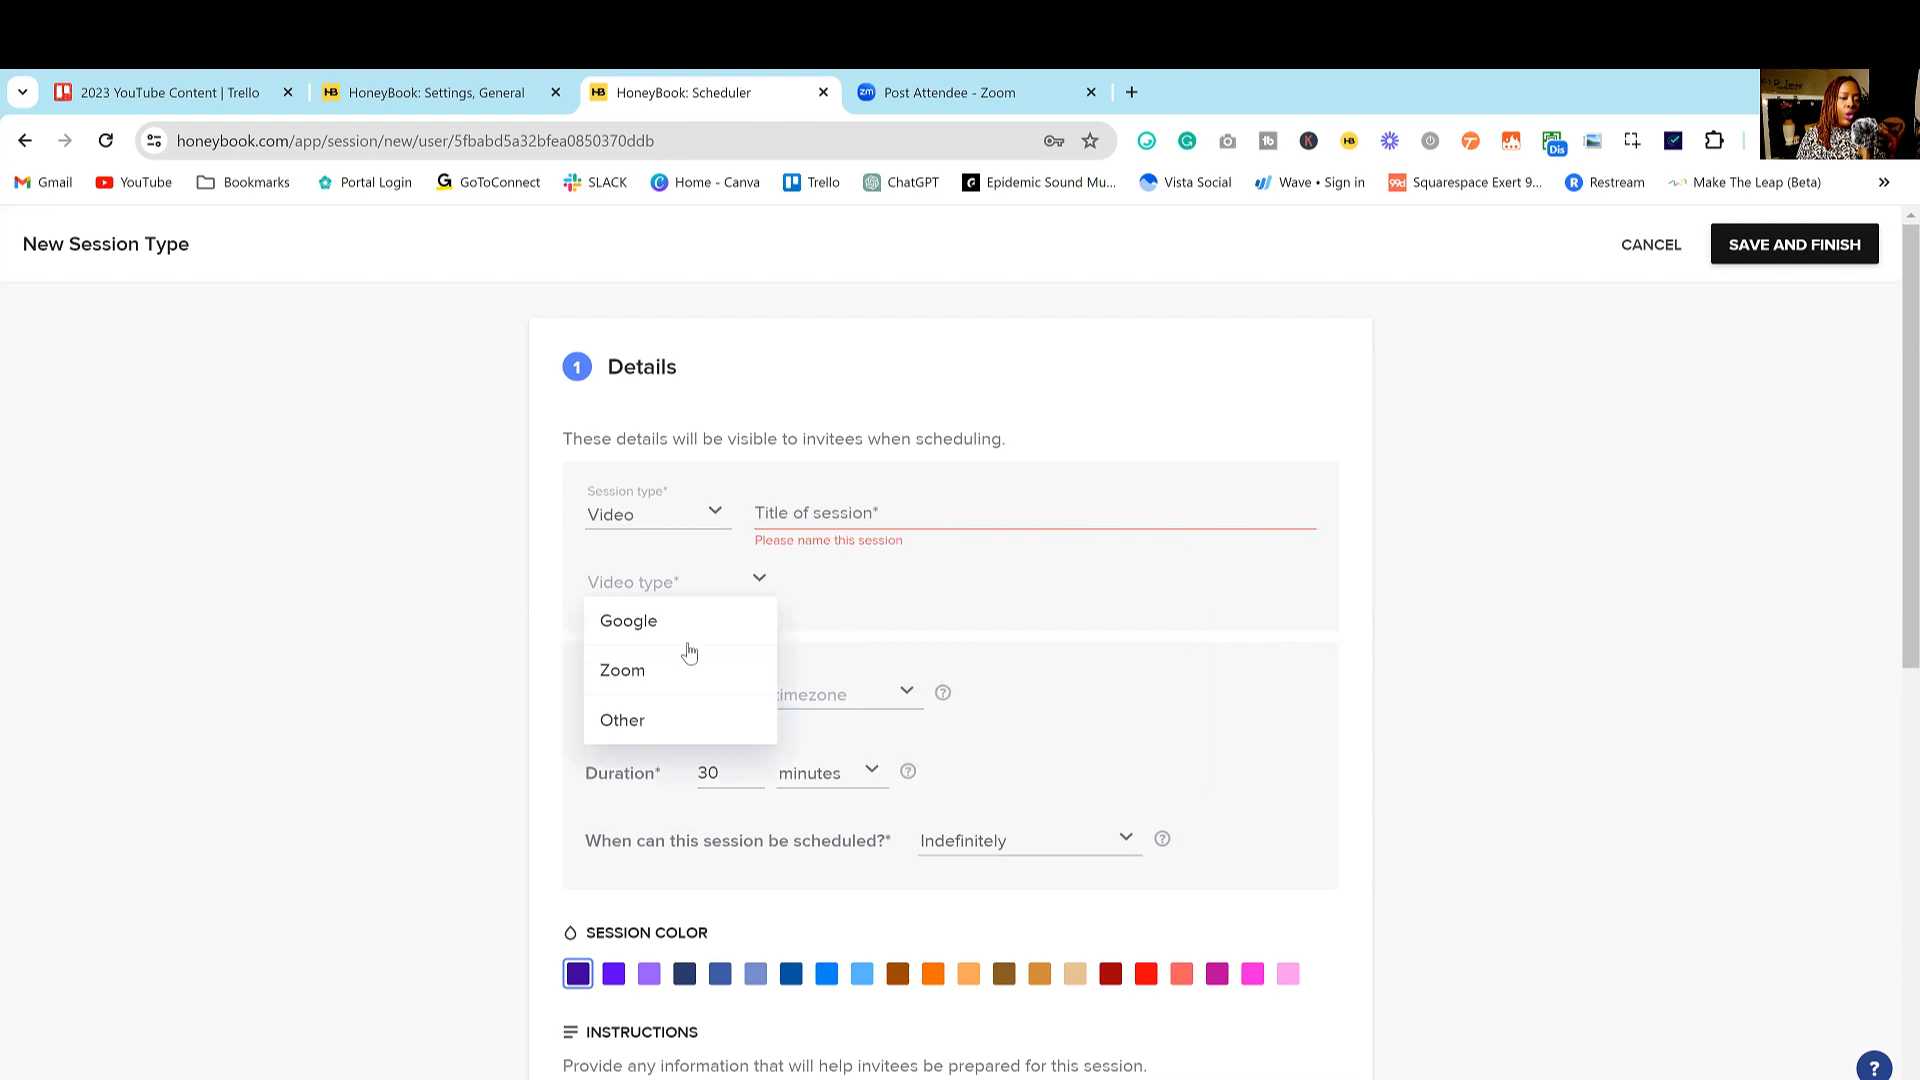 2023 YouTube Content | Trello
HB HoneyBook: Settings, General
HB HoneyBook: Scheduler
zm Post Attendee - Zoom
honeybook.com/app/session/new/user/5fbabd5a32bfea0850370ddb
Dis
Gmail YouTube Bookmarks Portal Login GoToConnect SLACK Home - Canva Trello ChatGPT Epidemic Sound Mu... Vista Social Wave • Sign in Squarespace Exert 9... Restream Make The Leap (Beta)
New Session Type
CANCEL
SAVE AND FINISH
1 Details
These details will be visible to invitees when scheduling.
Session type*
Video
Title of session*
Please name this session
Video type*
Google
Zoom
Other
timezone
Duration* 30 minutes
When can this session be scheduled?* Indefinitely
SESSION COLOR
INSTRUCTIONS
Provide any information that will help invitees be prepared for this session.